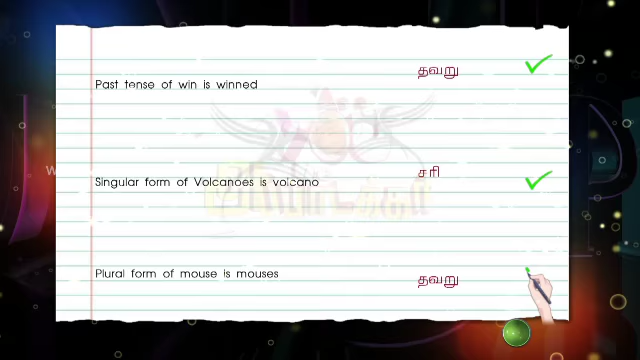 தவறு
Past tense of win is winned
சரி
Singular form of Volcanoes is volcano
Plural form of mouse is mouses
தவறு